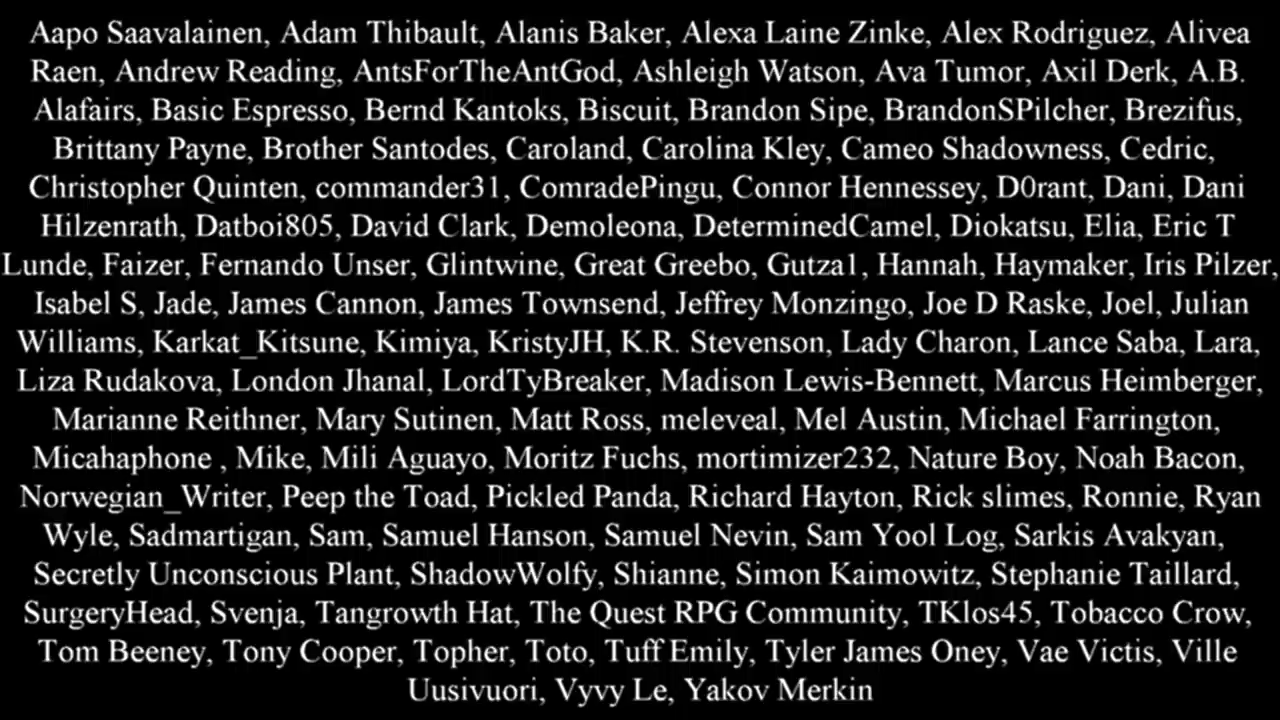 Aapo Saavalainen, Adam Thibault, Alanis Baker, Alexa Laine Zinke, Alex Rodriguez, Alivea
Raen, Andrew Reading, AntsForTheAntGod, Ashleigh Watson, Ava Tumor, Axil Derk, A.B.
Alafairs, Basic Espresso, Bernd Kantoks, Biscuit, Brandon Sipe, BrandonSPilcher, Brezifus,
Brittany Payne, Brother Santodes, Caroland, Carolina Kley, Cameo Shadowness, Cedric,
Christopher Quinten, commander31, ComradePingu, Connor Hennessey, D0rant, Dani, Dani
Hilzenrath, Datboi805, David Clark, Demoleona, DeterminedCamel, Diokatsu, Elia, Eric T
Lunde, Faizer, Fernando Unser, Glintwine, Great Greebo, Gutza1, Hannah, Haymaker, Iris Pilzer,
Isabel S, Jade, James Cannon, James Townsend, Jeffrey Monzingo, Joe D Raske, Joel, Julian
Williams, Karkat_Kitsune, Kimiya, KristyJH, K.R. Stevenson, Lady Charon, Lance Saba, Lara,
Liza Rudakova, London Jhanal, LordTyBreaker, Madison Lewis-Bennett, Marcus Heimberger,
Marianne Reithner, Mary Sutinen, Matt Ross, meleveal, Mel Austin, Michael Farrington,
Micahaphone , Mike, Mili Aguayo, Moritz Fuchs, mortimizer232, Nature Boy, Noah Bacon,
Norwegian_Writer, Peep the Toad, Pickled Panda, Richard Hayton, Rick slimes, Ronnie, Ryan
Wyle, Sadmartigan, Sam, Samuel Hanson, Samuel Nevin, Sam Yool Log, Sarkis Avakyan,
Secretly Unconscious Plant, ShadowWolfy, Shianne, Simon Kaimowitz, Stephanie Taillard,
SurgeryHead, Svenja, Tangrowth Hat, The Quest RPG Community, TKlos45, Tobacco Crow,
Tom Beeney, Tony Cooper, Topher, Toto, Tuff Emily, Tyler James Oney, Vae Victis, Ville
Uusivuori, Vyvy Le, Yakov Merkin